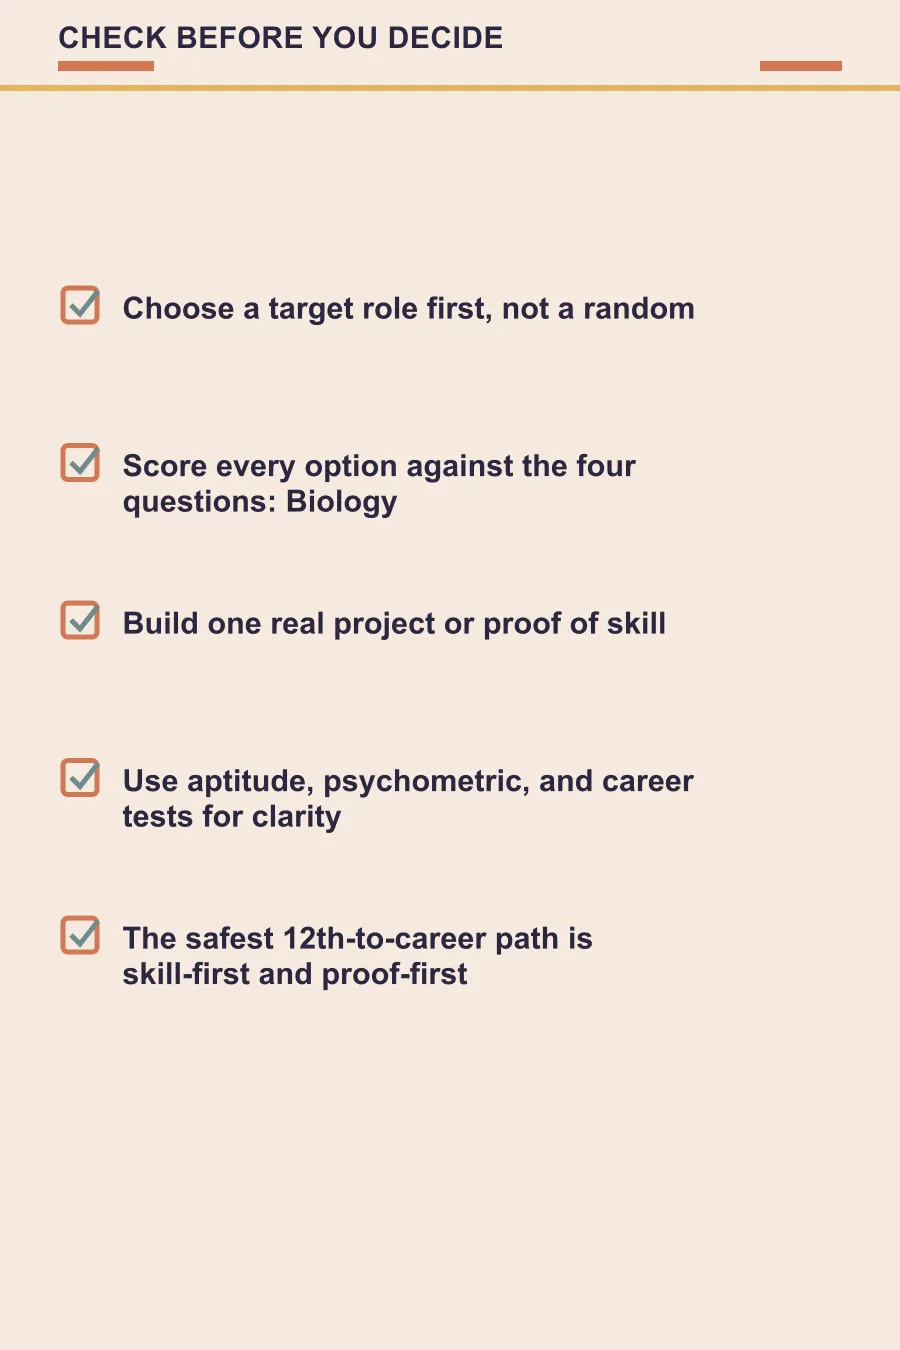 CHECK BEFORE YOU DECIDE
Choose a target role first, not a random
Score every option against the four
questions: Biology
Build one real project or proof of skill
Use aptitude, psychometric, and career
tests for clarity
The safest 12th-to-career path is
skill-first and proof-first